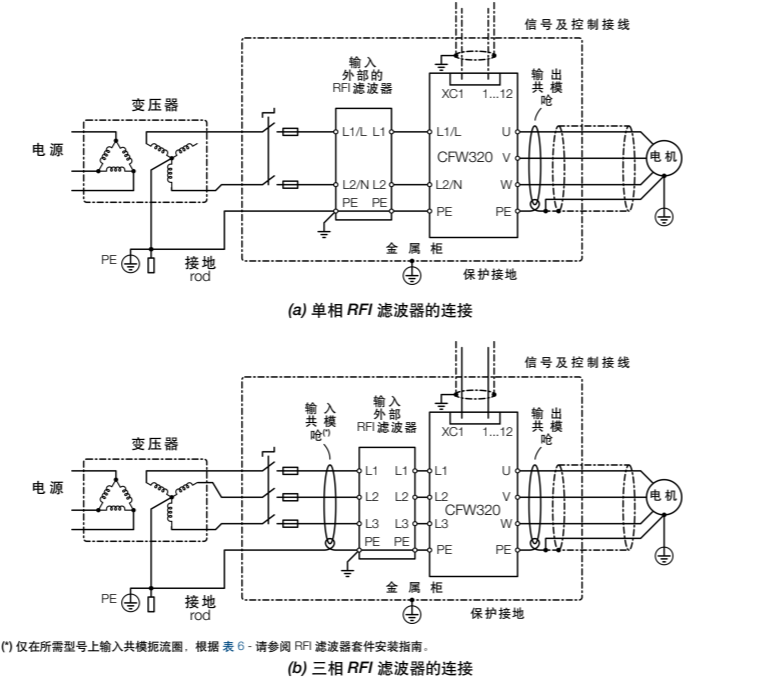 信号及控制接线
输入
外部的
RFI 滤波器
变压器
电源
XC1 1...12
输出
共模
呛
L1/L L1
L1/L
U
CFW320
V
电机
L2/N L2
L2/N
W
PE PE
PE
PE
PE
接地
rod
金属柜
保护接地
(a) 单相 RFI 滤波器的连接
信号及控制接线
输入
共模
呛(*)
输入
外部
RFI 滤波器
变压器
电源
XC1 1...12
输出
共模
呛
L1 L1
L1
U
L2 L2
L2
V
电机
CFW320
L3 L3
L3
W
PE PE
PE
PE
PE
接地
rod
金属柜
保护接地
(*) 仅在所需型号上输入共模扼流圈，根据 表 6 - 请参阅 RFI 滤波器套件安装指南。
(b) 三相 RFI 滤波器的连接